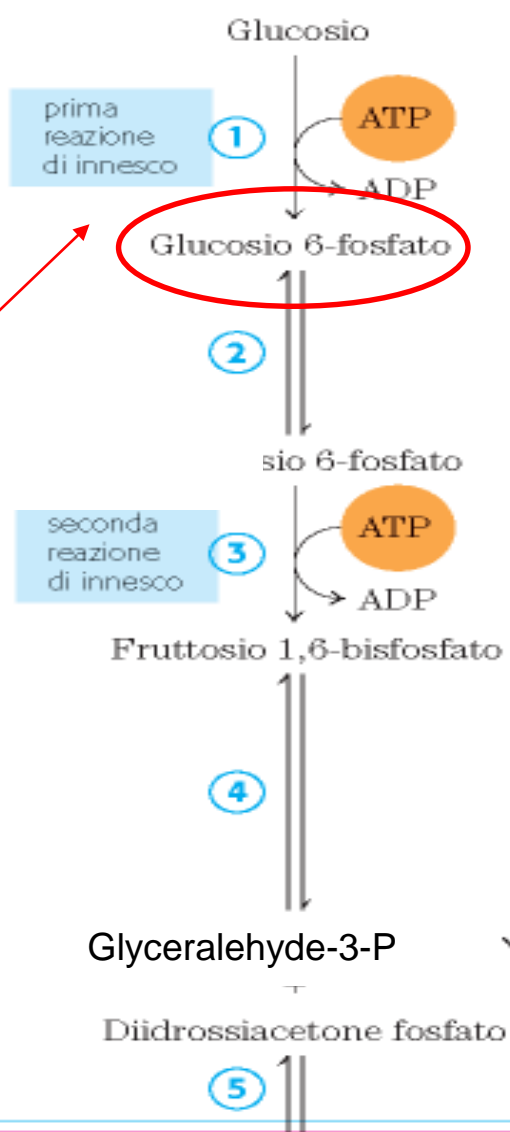 Glucosio
prima
reazione
di innesco
1
ATP
ADP
Glucosio 6-fosfato
2
sio 6-fosfato
seconda
reazione
di innesco
3
ATP
ADP
Fruttosio 1,6-bisfosfato
4
Glyceralehyde-3-P
+
Diidrossiacetone fosfato
5